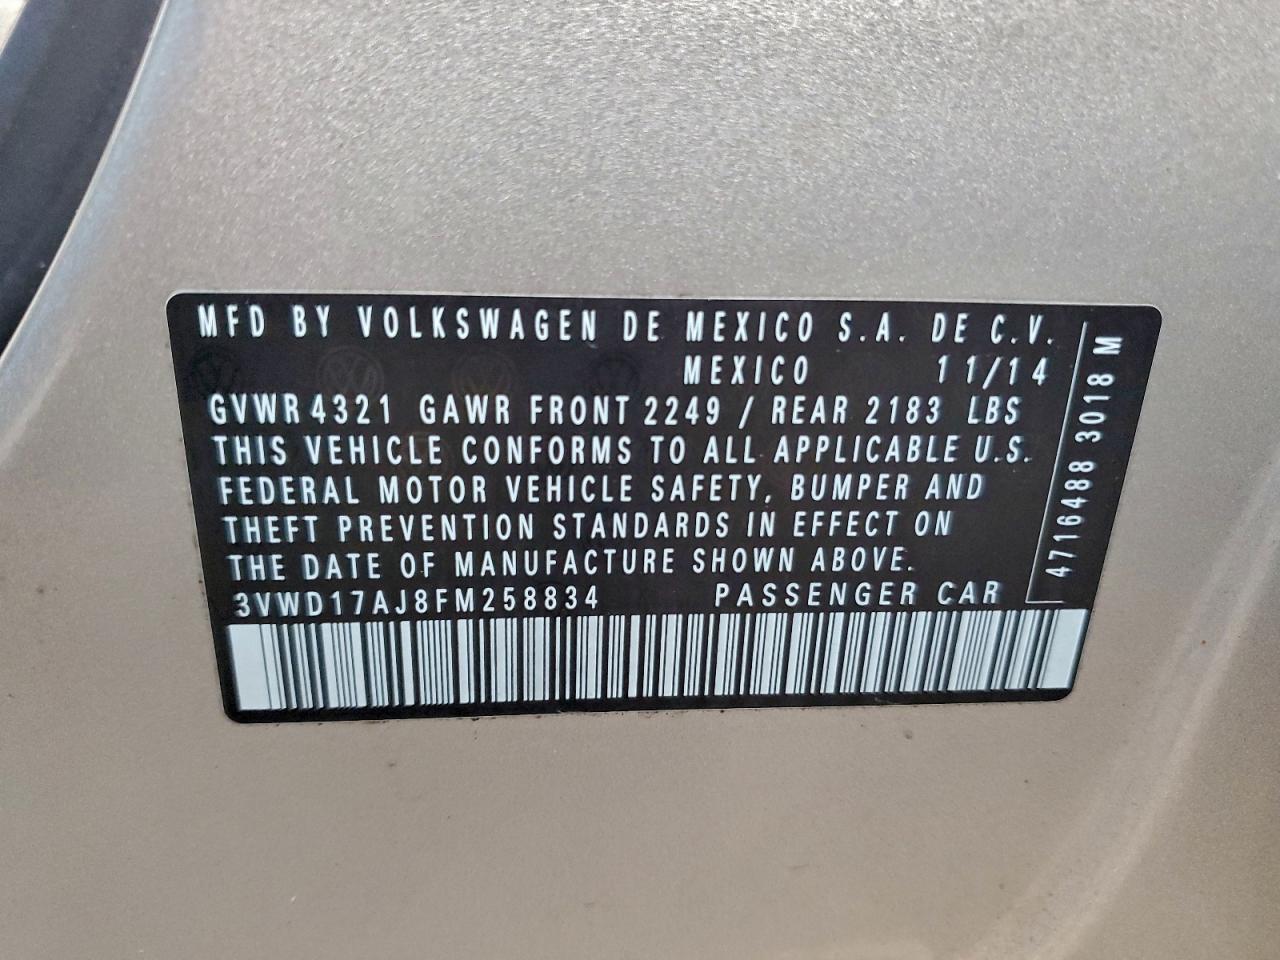 MFD BY VOLKSWAGEN DE MEXICO S.A. DE C.V.
MEXICO 11/14
GVWR 4321 GAWR FRONT 2249 / REAR 2183 LBS
THIS VEHICLE CONFORMS TO ALL APPLICABLE U.S.
FEDERAL MOTOR VEHICLE SAFETY, BUMPER AND
THEFT PREVENTION STANDARDS IN EFFECT ON
THE DATE OF MANUFACTURE SHOWN ABOVE.
3VWD17AJ8FM258834 PASSENGER CAR
4716488 3018 M